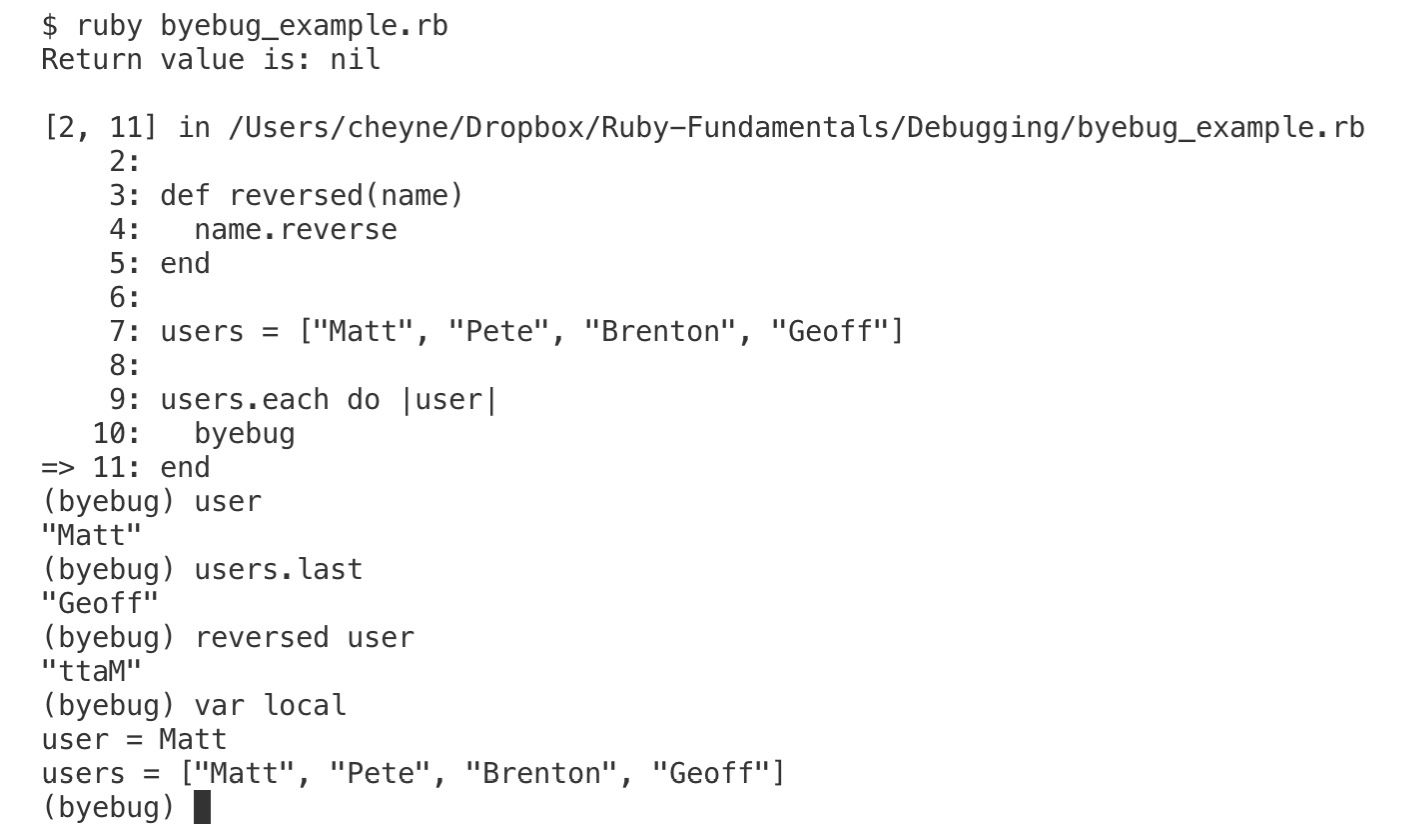 $ ruby byebug_example.rb
Return value is: nil

[2, 11] in /Users/cheyne/Dropbox/Ruby-Fundamentals/Debugging/byebug_example.rb
    2:
    3: def reversed(name)
    4:   name.reverse
    5: end
    6:
    7: users = ["Matt", "Pete", "Brenton", "Geoff"]
    8:
    9: users.each do |user|
   10:   byebug
=> 11: end
(byebug) user
"Matt"
(byebug) users.last
"Geoff"
(byebug) reversed user
"ttaM"
(byebug) var local
user = Matt
users = ["Matt", "Pete", "Brenton", "Geoff"]
(byebug)